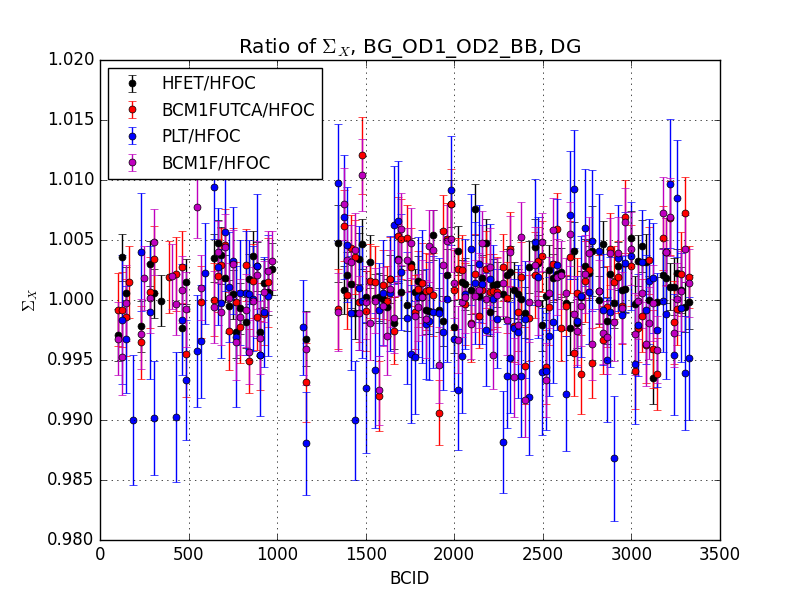 Ratio of Σ_X, BG_OD1_OD2_BB, DG
HFET/HFOC
BCM1FUTCA/HFOC
PLT/HFOC
BCM1F/HFOC
1.020
1.015
1.010
1.005
1.000
0.995
0.990
0.985
0.980
Σ_X
0 500 1000 1500 2000 2500 3000 3500
BCID